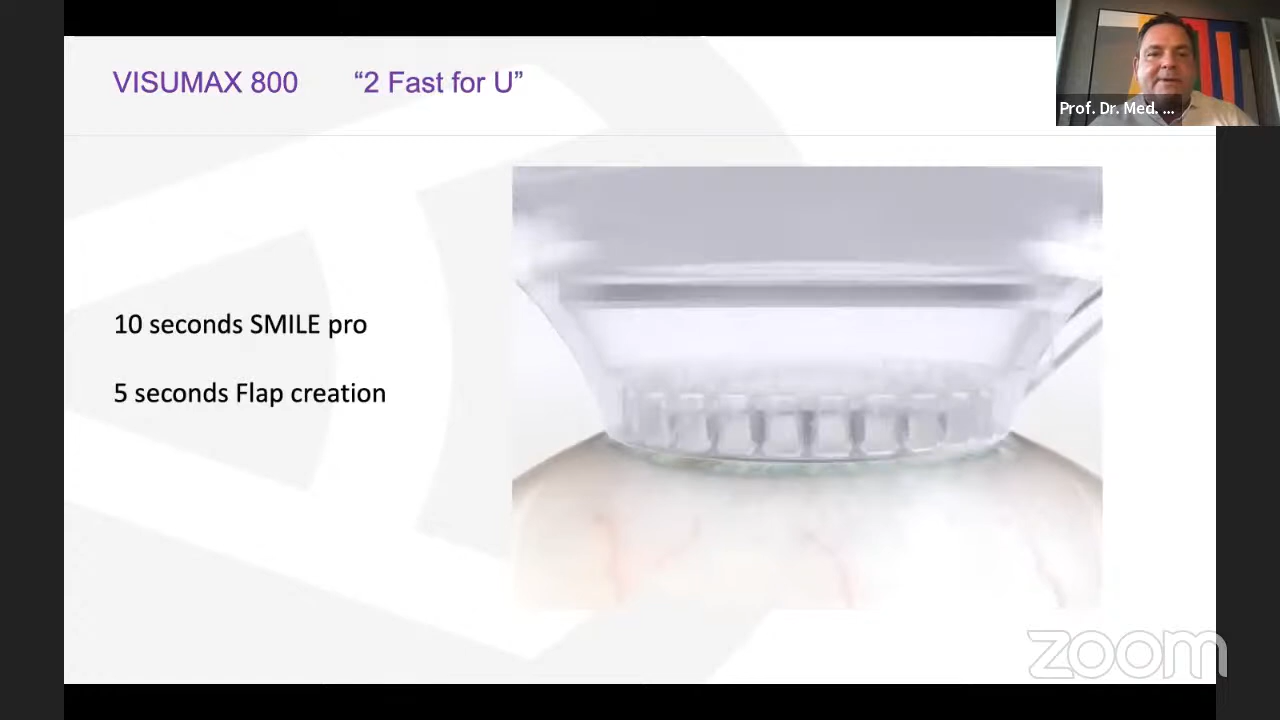 VISUMAX 800 “2 Fast for U”
Prof. Dr. Med. ...
10 seconds SMILE pro
5 seconds Flap creation
zoom